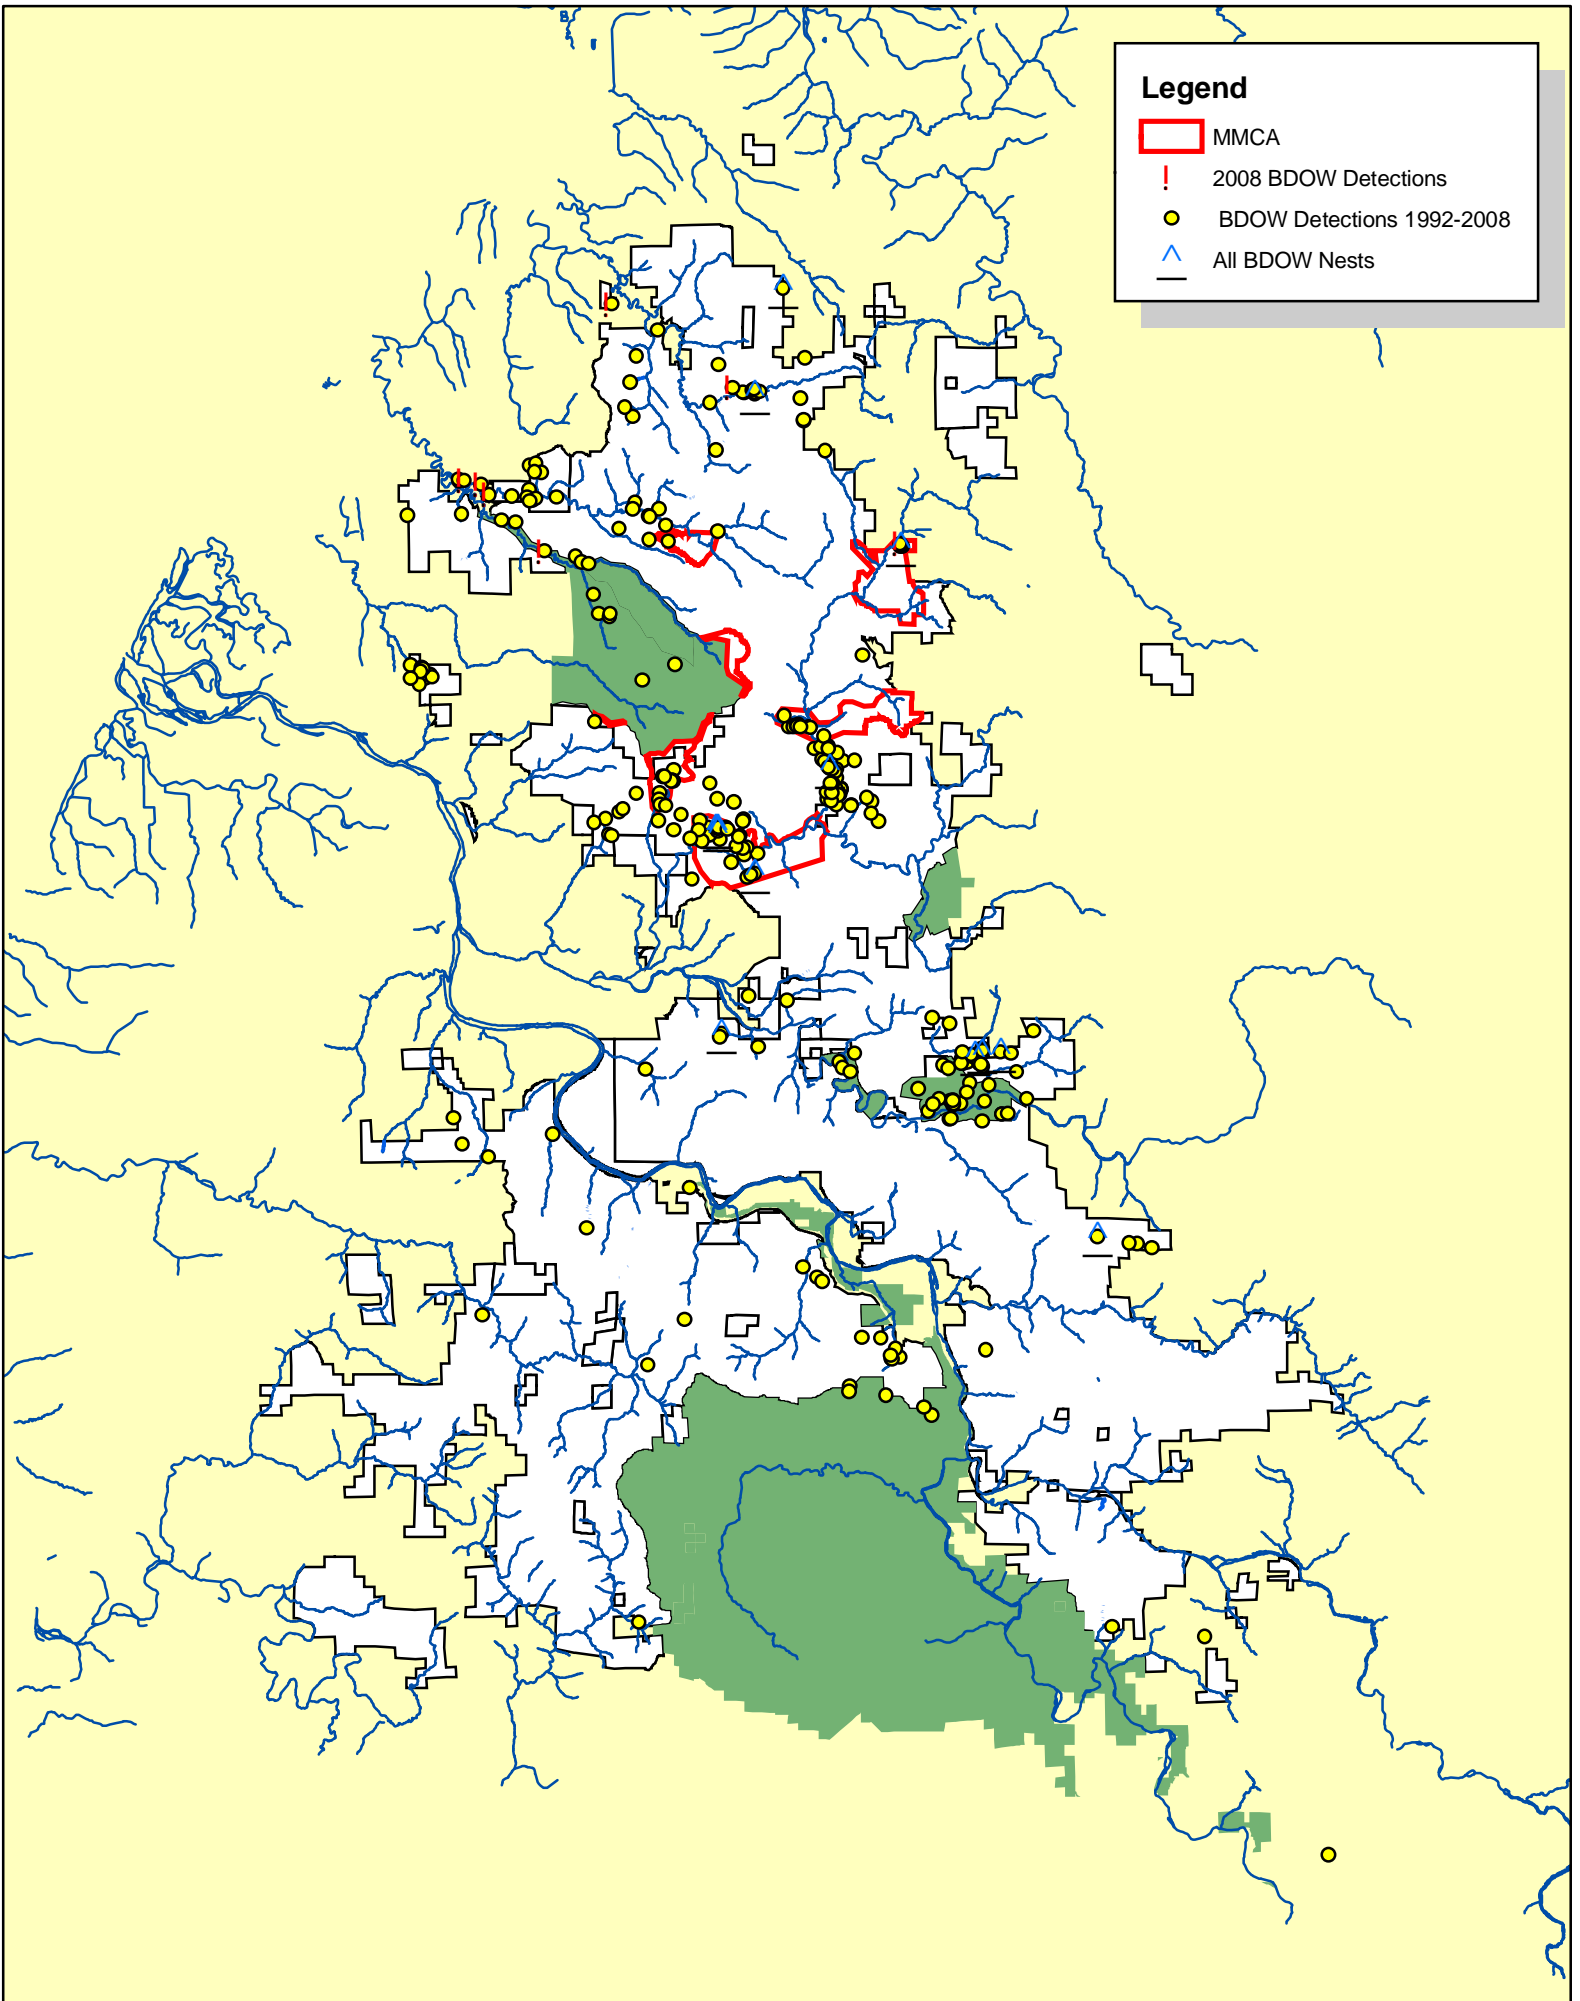 Legend
MMCA
2008 BDOW Detections
BDOW Detections 1992-2008
All BDOW Nests